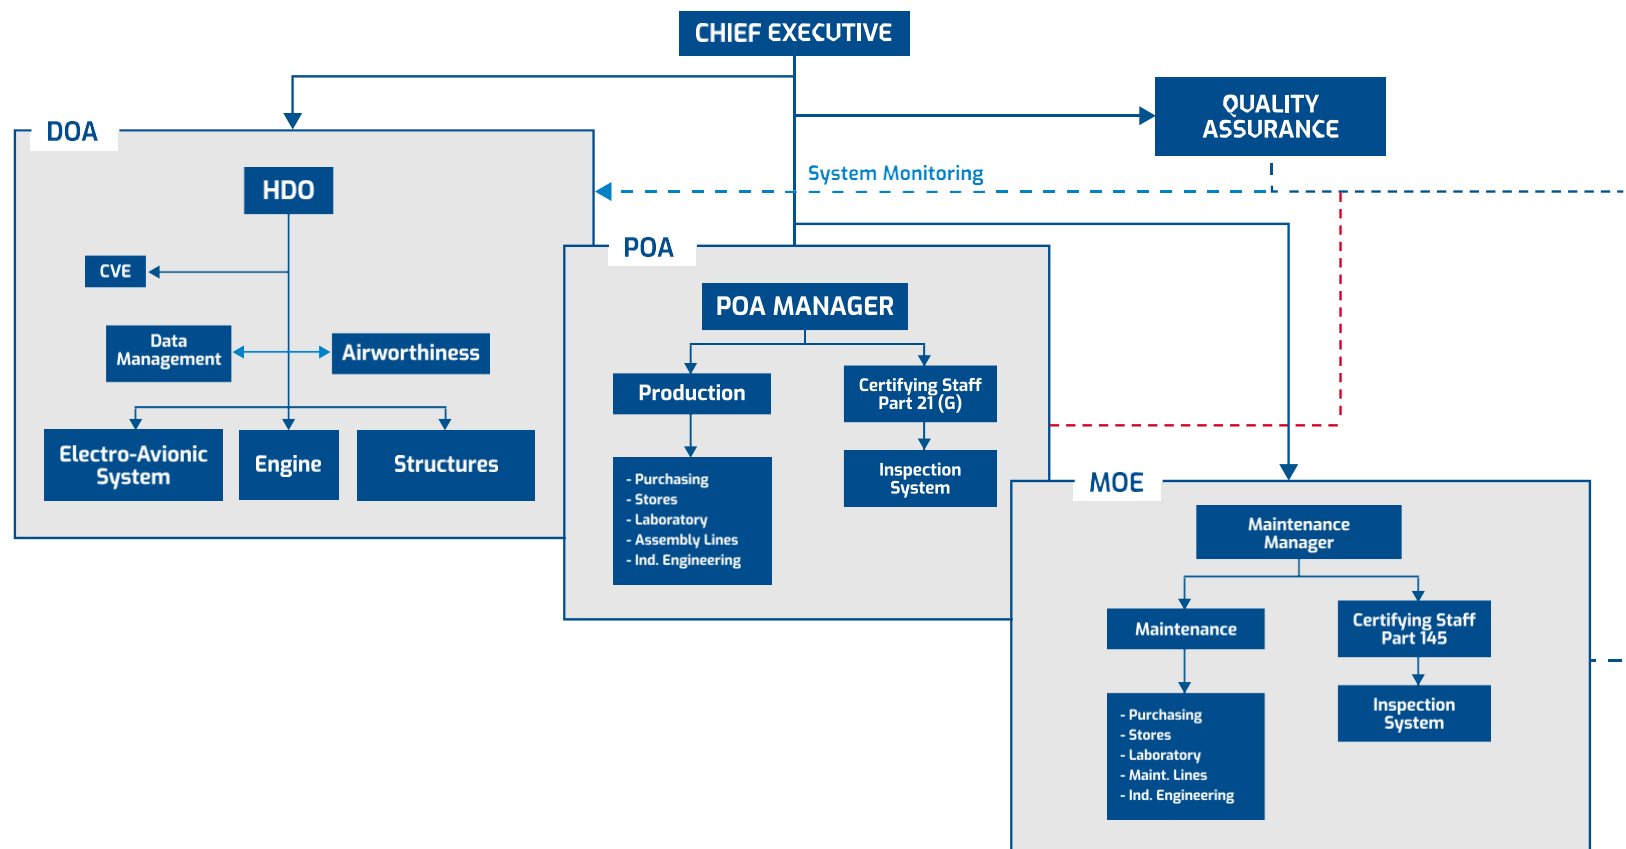 CHIEF EXECUTIVE
QUALITY
ASSURANCE
System Monitoring
DOA
HDO
CVE
Data
Management
Airworthiness
Electro-Avionic
System
Engine
Structures
POA
POA MANAGER
Production
Certifying Staff
Part 21 (G)
- Purchasing
- Stores
- Laboratory
- Assembly Lines
- Ind. Engineering
Inspection
System
MOE
Maintenance
Manager
Maintenance
Certifying Staff
Part 145
- Purchasing
- Stores
- Laboratory
- Maint. Lines
- Ind. Engineering
Inspection
System